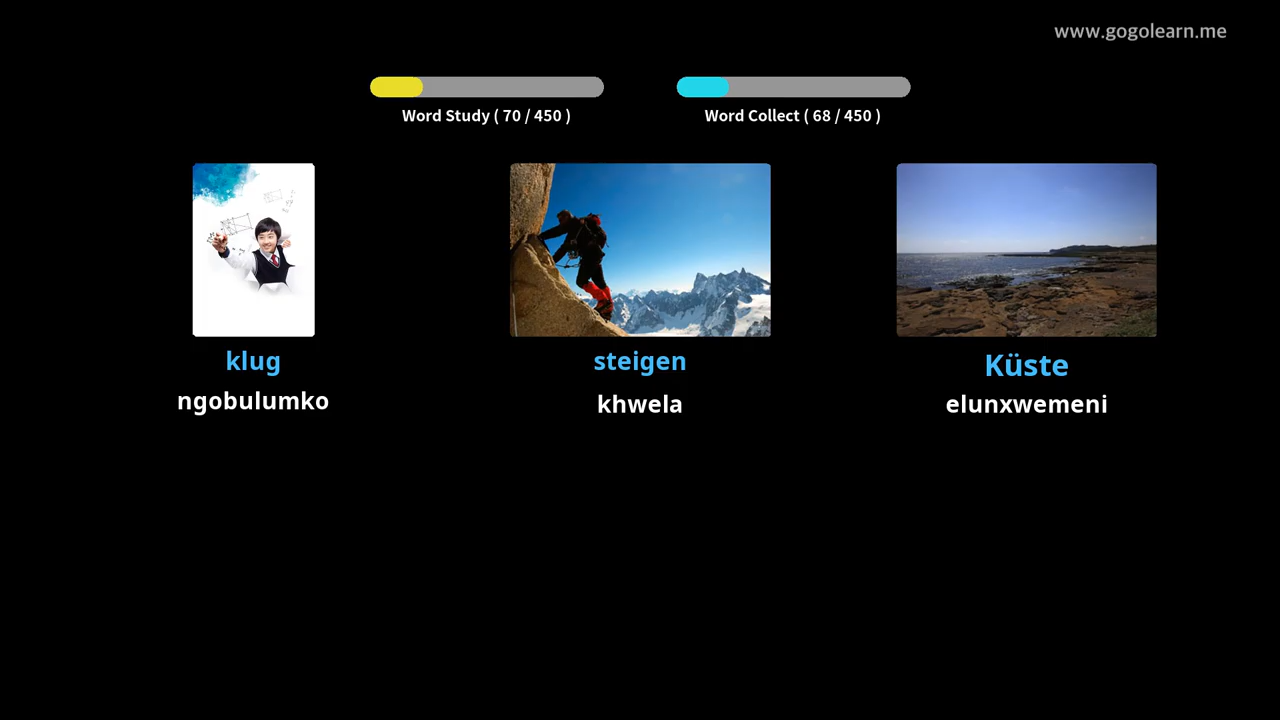 www.gogolearn.me
Word Study ( 70 / 450 )
Word Collect ( 68 / 450 )
klug
ngobulumko
steigen
khwela
Küste
elunxwemeni